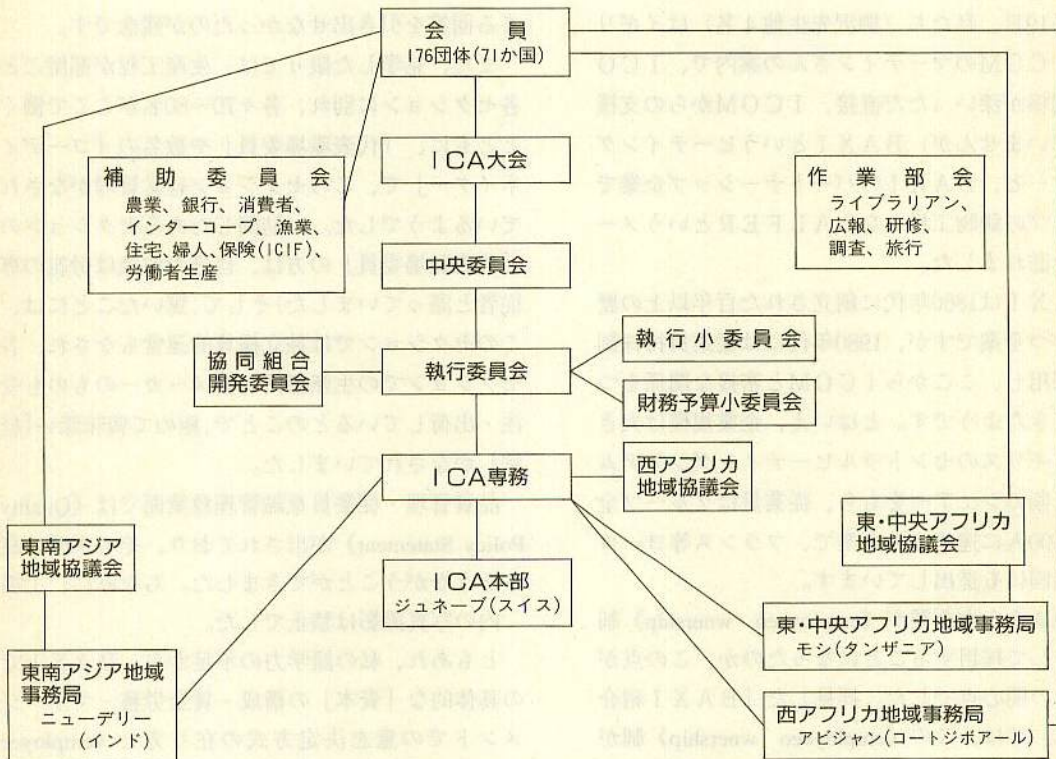 会員
176団体(71か国)
ICA大会
補助委員会
農業、銀行、消費者、
インター・コープ、漁業、
住宅、婦人、保険(ICIF)、
労働者生産
作業部会
ライブラリアン、
広報、研修、
調査、旅行
中央委員会
協同組合
開発委員会
執行委員会
執行小委員会
財務予算小委員会
ICA専務
西アフリカ
地域協議会
東南アジア
地域協議会
東・中央アフリカ
地域協議会
ICA本部
ジュネーブ(スイス)
東・中央アフリカ地域事務局
モシ(タンザニア)
東南アジア地域
事務局
ニューデリー
(インド)
西アフリカ地域事務局
アビジャン(コートジボアール)